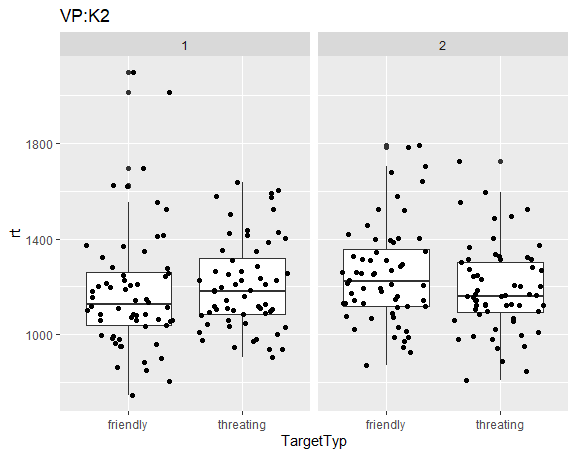 VP:K2
1 2
1800
1400
1000
rt
friendly threating friendly threating
TargetTyp